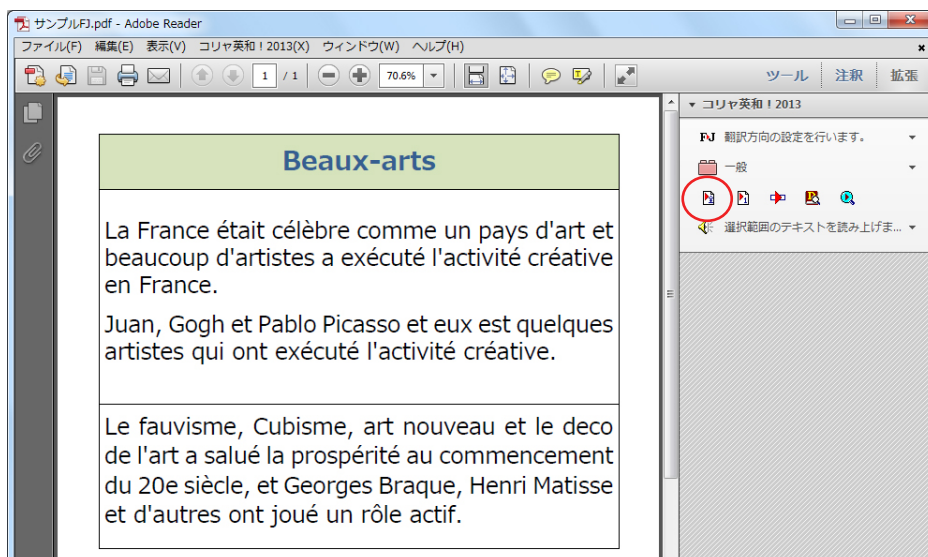 サンプルFJ.pdf - Adobe Reader
ファイル(F) 編集(E) 表示(V) コリャ英和！2013(X) ウィンドウ(W) ヘルプ(H)
1 / 1 70.6% ツール 注釈 拡張
コリャ英和！2013
FJ 翻訳方向の設定を行います。
一般
選択範囲のテキストを読み上げま...
Beaux-arts
La France était célèbre comme un pays d'art et
beaucoup d'artistes a exécuté l'activité créative
en France.
Juan, Gogh et Pablo Picasso et eux est quelques
artistes qui ont exécuté l'activité créative.
Le fauvisme, Cubisme, art nouveau et le deco
de l'art a salué la prospérité au commencement
du 20e siècle, et Georges Braque, Henri Matisse
et d'autres ont joué un rôle actif.